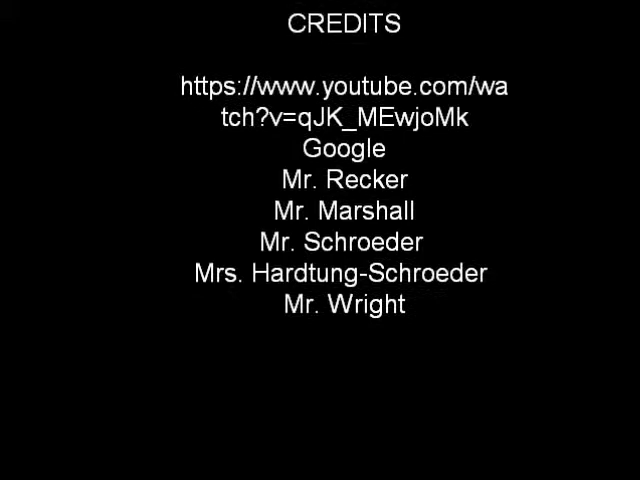 CREDITS
https://www.youtube.com/wa
tch?v=qJK_MEwjoMk
Google
Mr. Recker
Mr. Marshall
Mr. Schroeder
Mrs. Hardtung-Schroeder
Mr. Wright